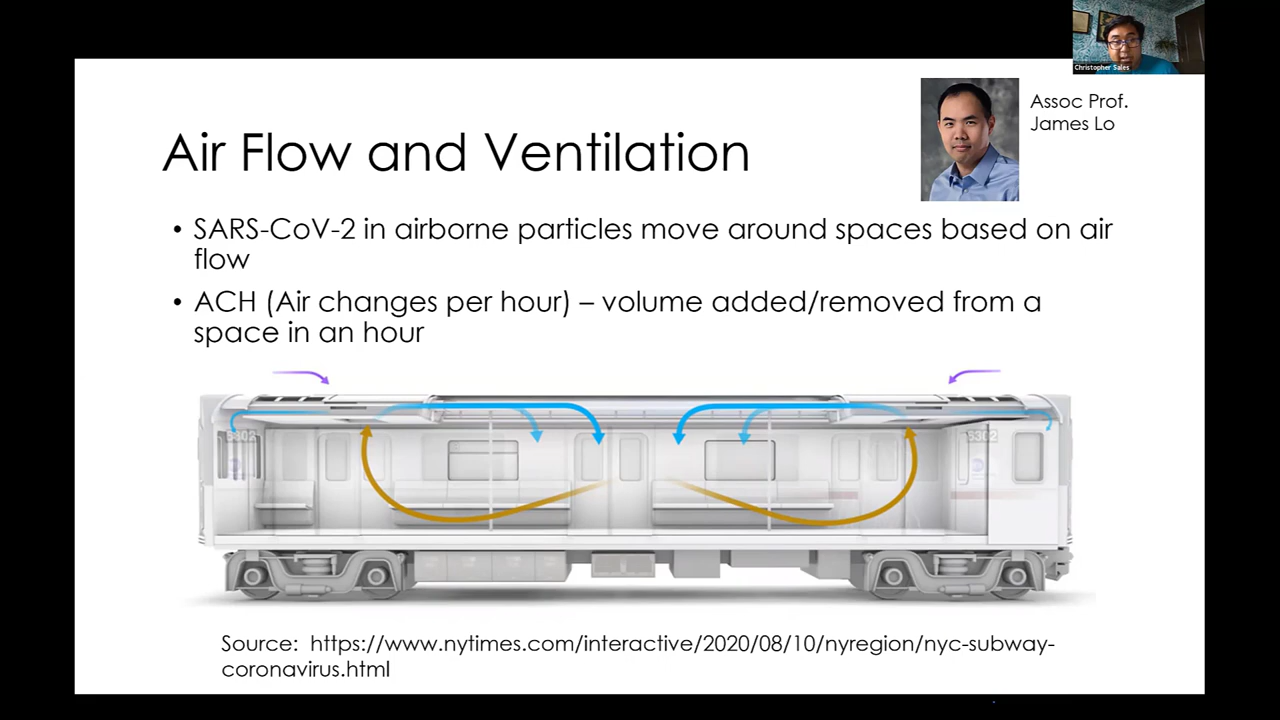 Christopher Sales
Assoc Prof.
James Lo
Air Flow and Ventilation
• SARS-CoV-2 in airborne particles move around spaces based on air
flow
• ACH (Air changes per hour) – volume added/removed from a
space in an hour
5302
5302
Source: https://www.nytimes.com/interactive/2020/08/10/nyregion/nyc-subway-
coronavirus.html